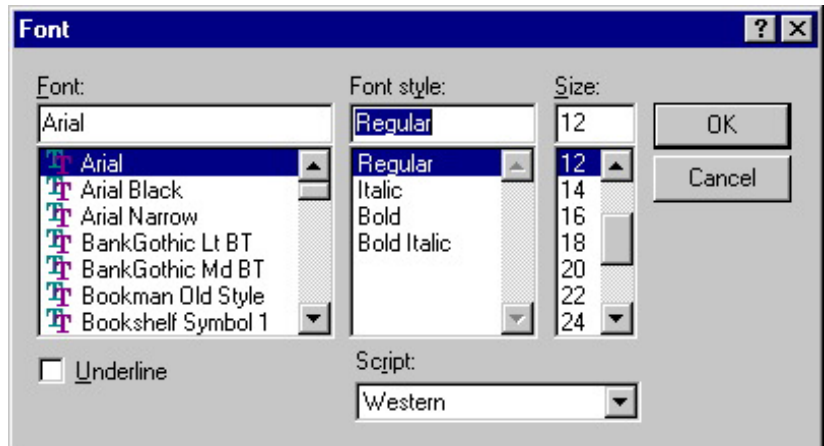 Font
Font:
Arial
Arial
Arial Black
Arial Narrow
BankGothic Lt BT
BankGothic Md BT
Bookman Old Style
Bookshelf Symbol 1
Underline
Font style:
Regular
Regular
Italic
Bold
Bold Italic
Size:
12
12
14
16
18
20
22
24
Script:
Western
OK
Cancel